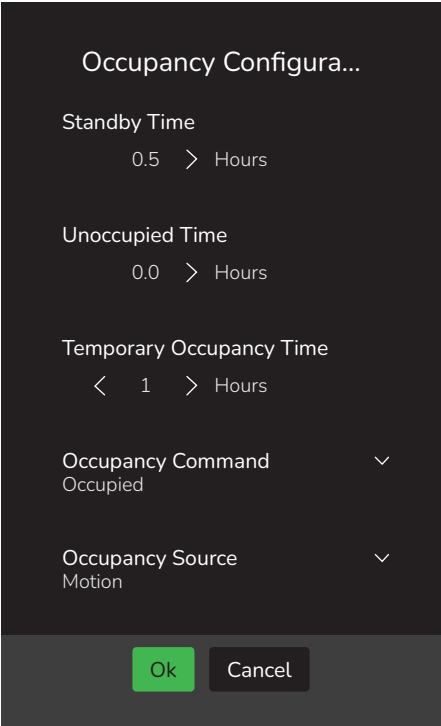 Occupancy Configura...
Standby Time
0.5 > Hours
Unoccupied Time
0.0 > Hours
Temporary Occupancy Time
< 1 > Hours
Occupancy Command
Occupied
Occupancy Source
Motion
Ok Cancel